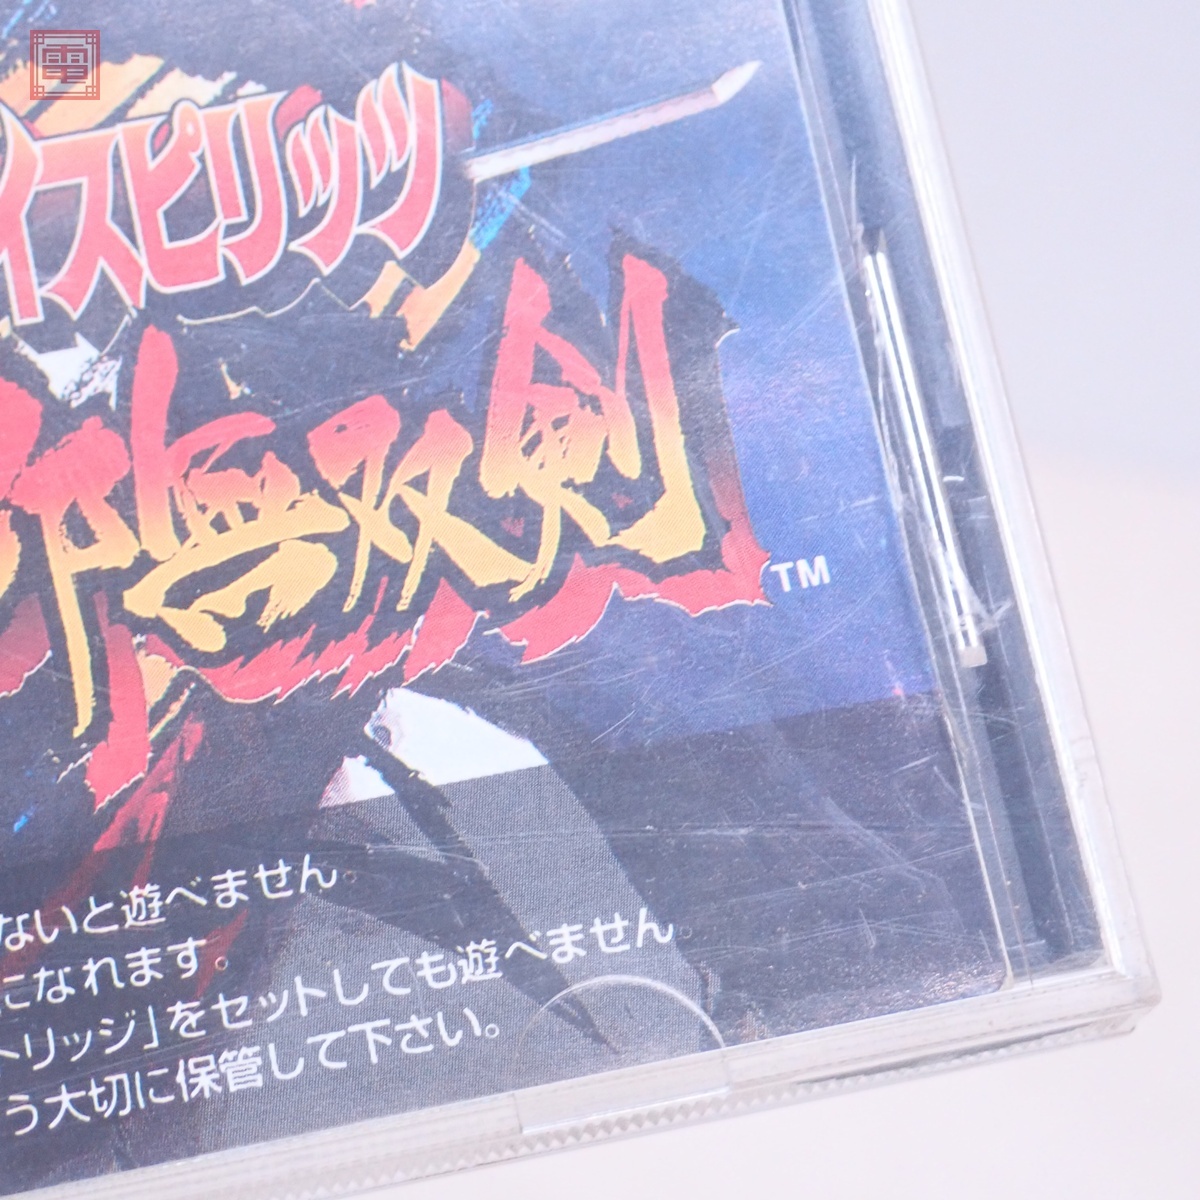 電
イスピリッツ
郎無双剣
TM
ないと遊べません。
になれます。
トリッジ」をセットしても遊べません。
う大切に保管して下さい。